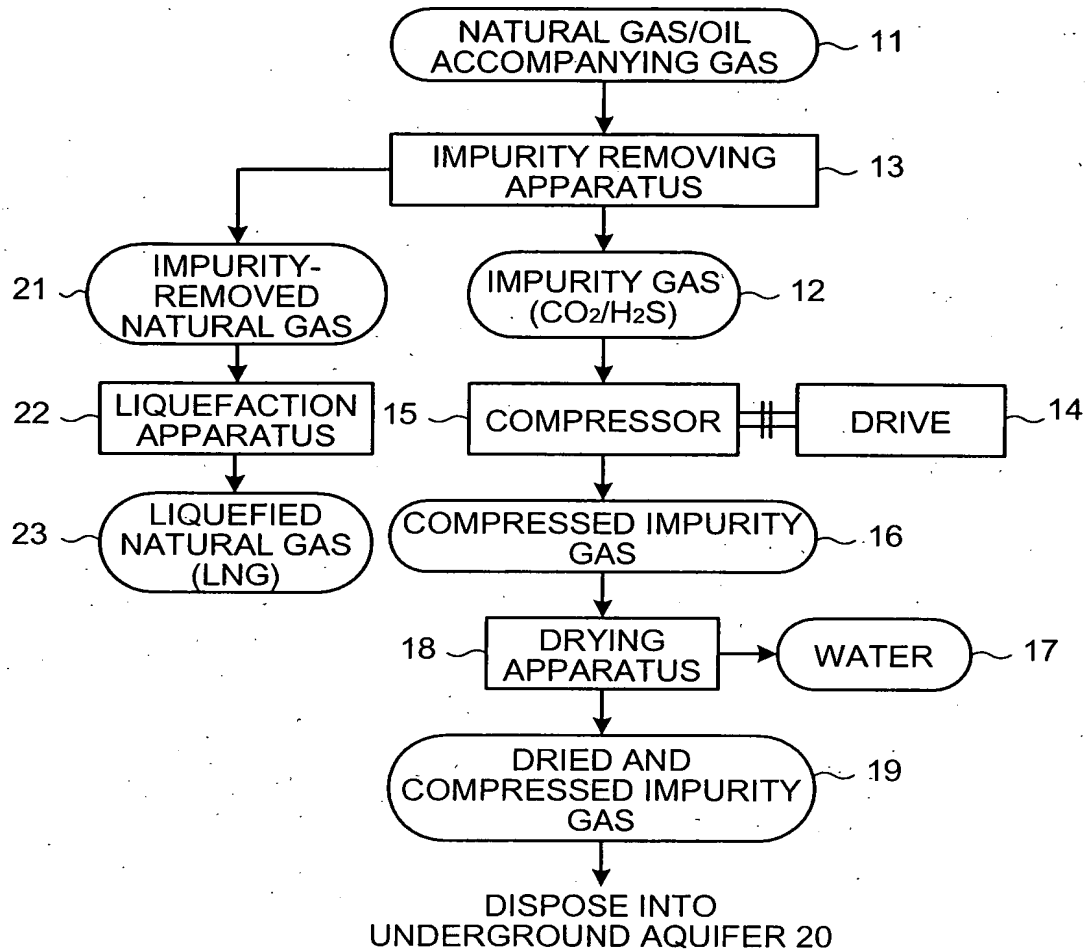 NATURAL GAS/OIL
ACCOMPANYING GAS
11
IMPURITY REMOVING
APPARATUS
13
21
IMPURITY-
REMOVED
NATURAL GAS
IMPURITY GAS
(CO₂/H₂S)
12
22
LIQUEFACTION
APPARATUS
15
COMPRESSOR
DRIVE
14
23
LIQUEFIED
NATURAL GAS
(LNG)
COMPRESSED IMPURITY
GAS
16
18
DRYING
APPARATUS
WATER
17
DRIED AND
COMPRESSED IMPURITY
GAS
19
DISPOSE INTO
UNDERGROUND AQUIFER 20